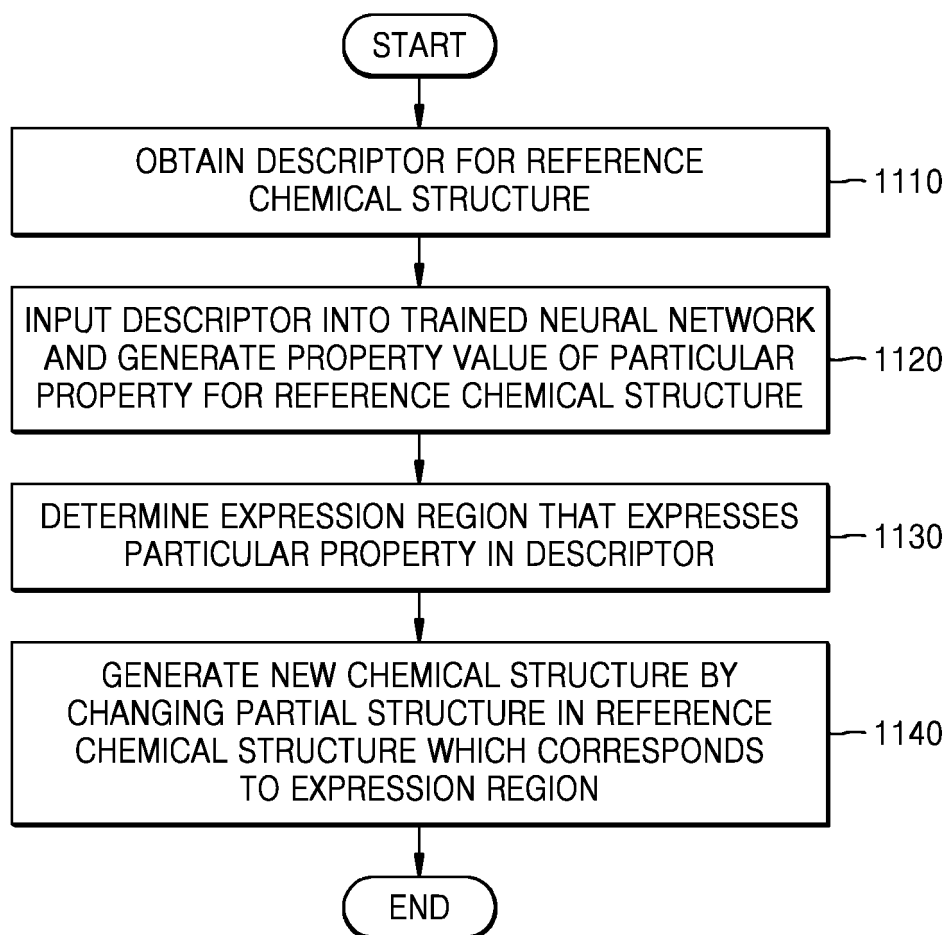 START
OBTAIN DESCRIPTOR FOR REFERENCE
CHEMICAL STRUCTURE
1110
INPUT DESCRIPTOR INTO TRAINED NEURAL NETWORK
AND GENERATE PROPERTY VALUE OF PARTICULAR
PROPERTY FOR REFERENCE CHEMICAL STRUCTURE
1120
DETERMINE EXPRESSION REGION THAT EXPRESSES
PARTICULAR PROPERTY IN DESCRIPTOR
1130
GENERATE NEW CHEMICAL STRUCTURE BY
CHANGING PARTIAL STRUCTURE IN REFERENCE
CHEMICAL STRUCTURE WHICH CORRESPONDS
TO EXPRESSION REGION
1140
END